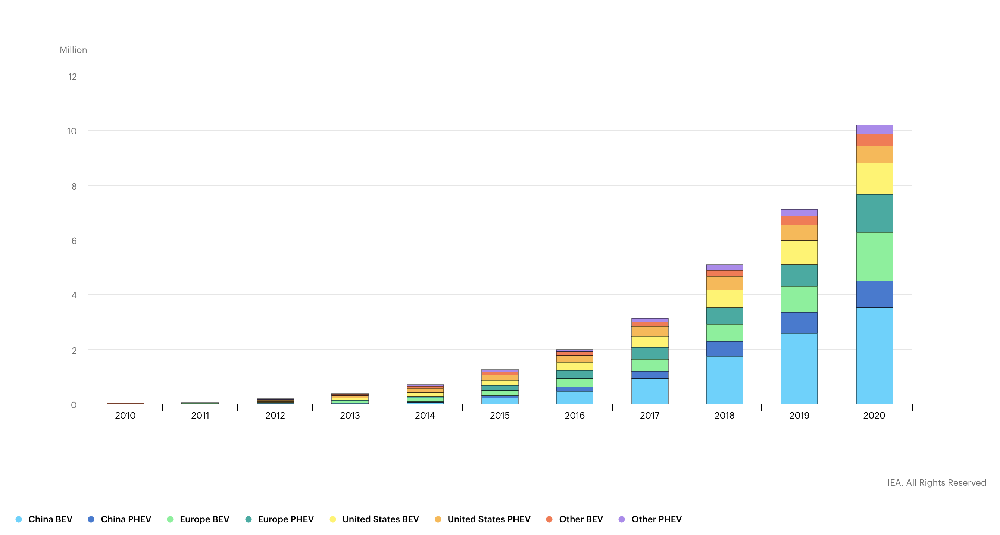 Million
12
10
8
6
4
2
0
2010 2011 2012 2013 2014 2015 2016 2017 2018 2019 2020
IEA. All Rights Reserved
China BEV China PHEV Europe BEV Europe PHEV United States BEV United States PHEV Other BEV Other PHEV